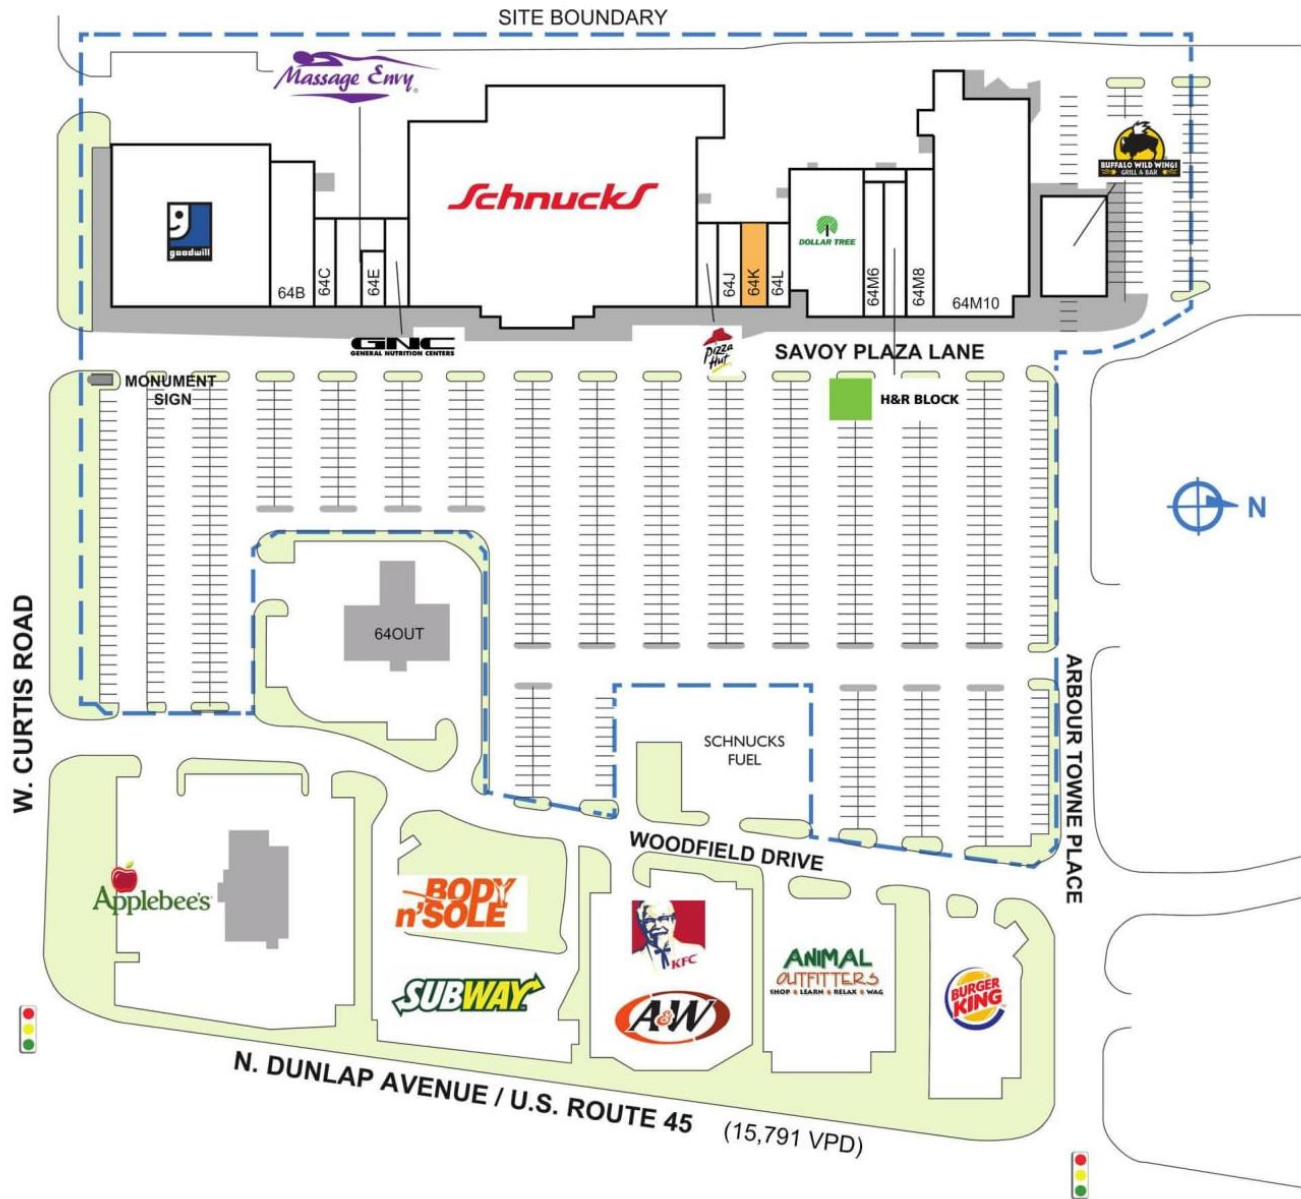 SITE BOUNDARY
Massage Envy
BUFFALO WILD WINGS
GRILL & BAR
Schnucks
goodwill
DOLLAR TREE
64B
64C
64E
64J
64K
64L
64M6
64M8
64M10
GNC
GENERAL NUTRITION CENTERS
Pizza
Hut
SAVOY PLAZA LANE
MONUMENT
SIGN
H&R BLOCK
N
W. CURTIS ROAD
64OUT
ARBOUR TOWNE PLACE
SCHNUCKS
FUEL
WOODFIELD DRIVE
Applebee's
BODY
n'SOLE
SUBWAY
KFC
A&W
ANIMAL
OUTFITTERS
SHOP LEARN RELAX WAG
BURGER
KING
N. DUNLAP AVENUE / U.S. ROUTE 45 (15,791 VPD)